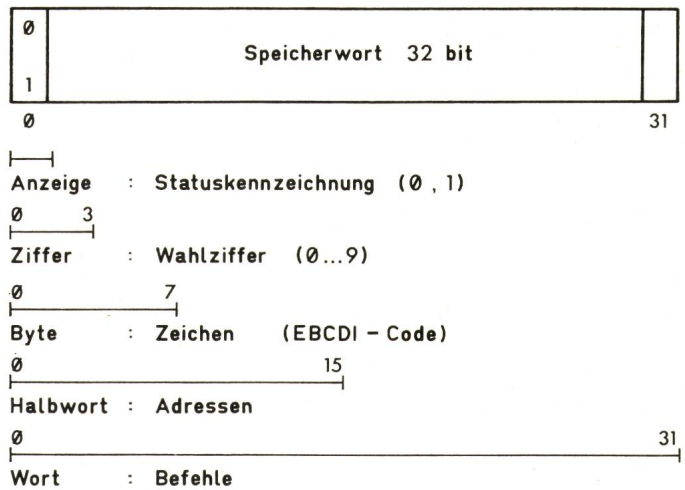 Ø
Speicherwort 32 bit
1
Ø 31
Anzeige : Statuskennzeichnung (Ø , 1)
Ø 3
Ziffer : Wahlziffer (Ø...9)
Ø 7
Byte : Zeichen (EBCDI – Code)
Ø 15
Halbwort : Adressen
Ø 31
Wort : Befehle